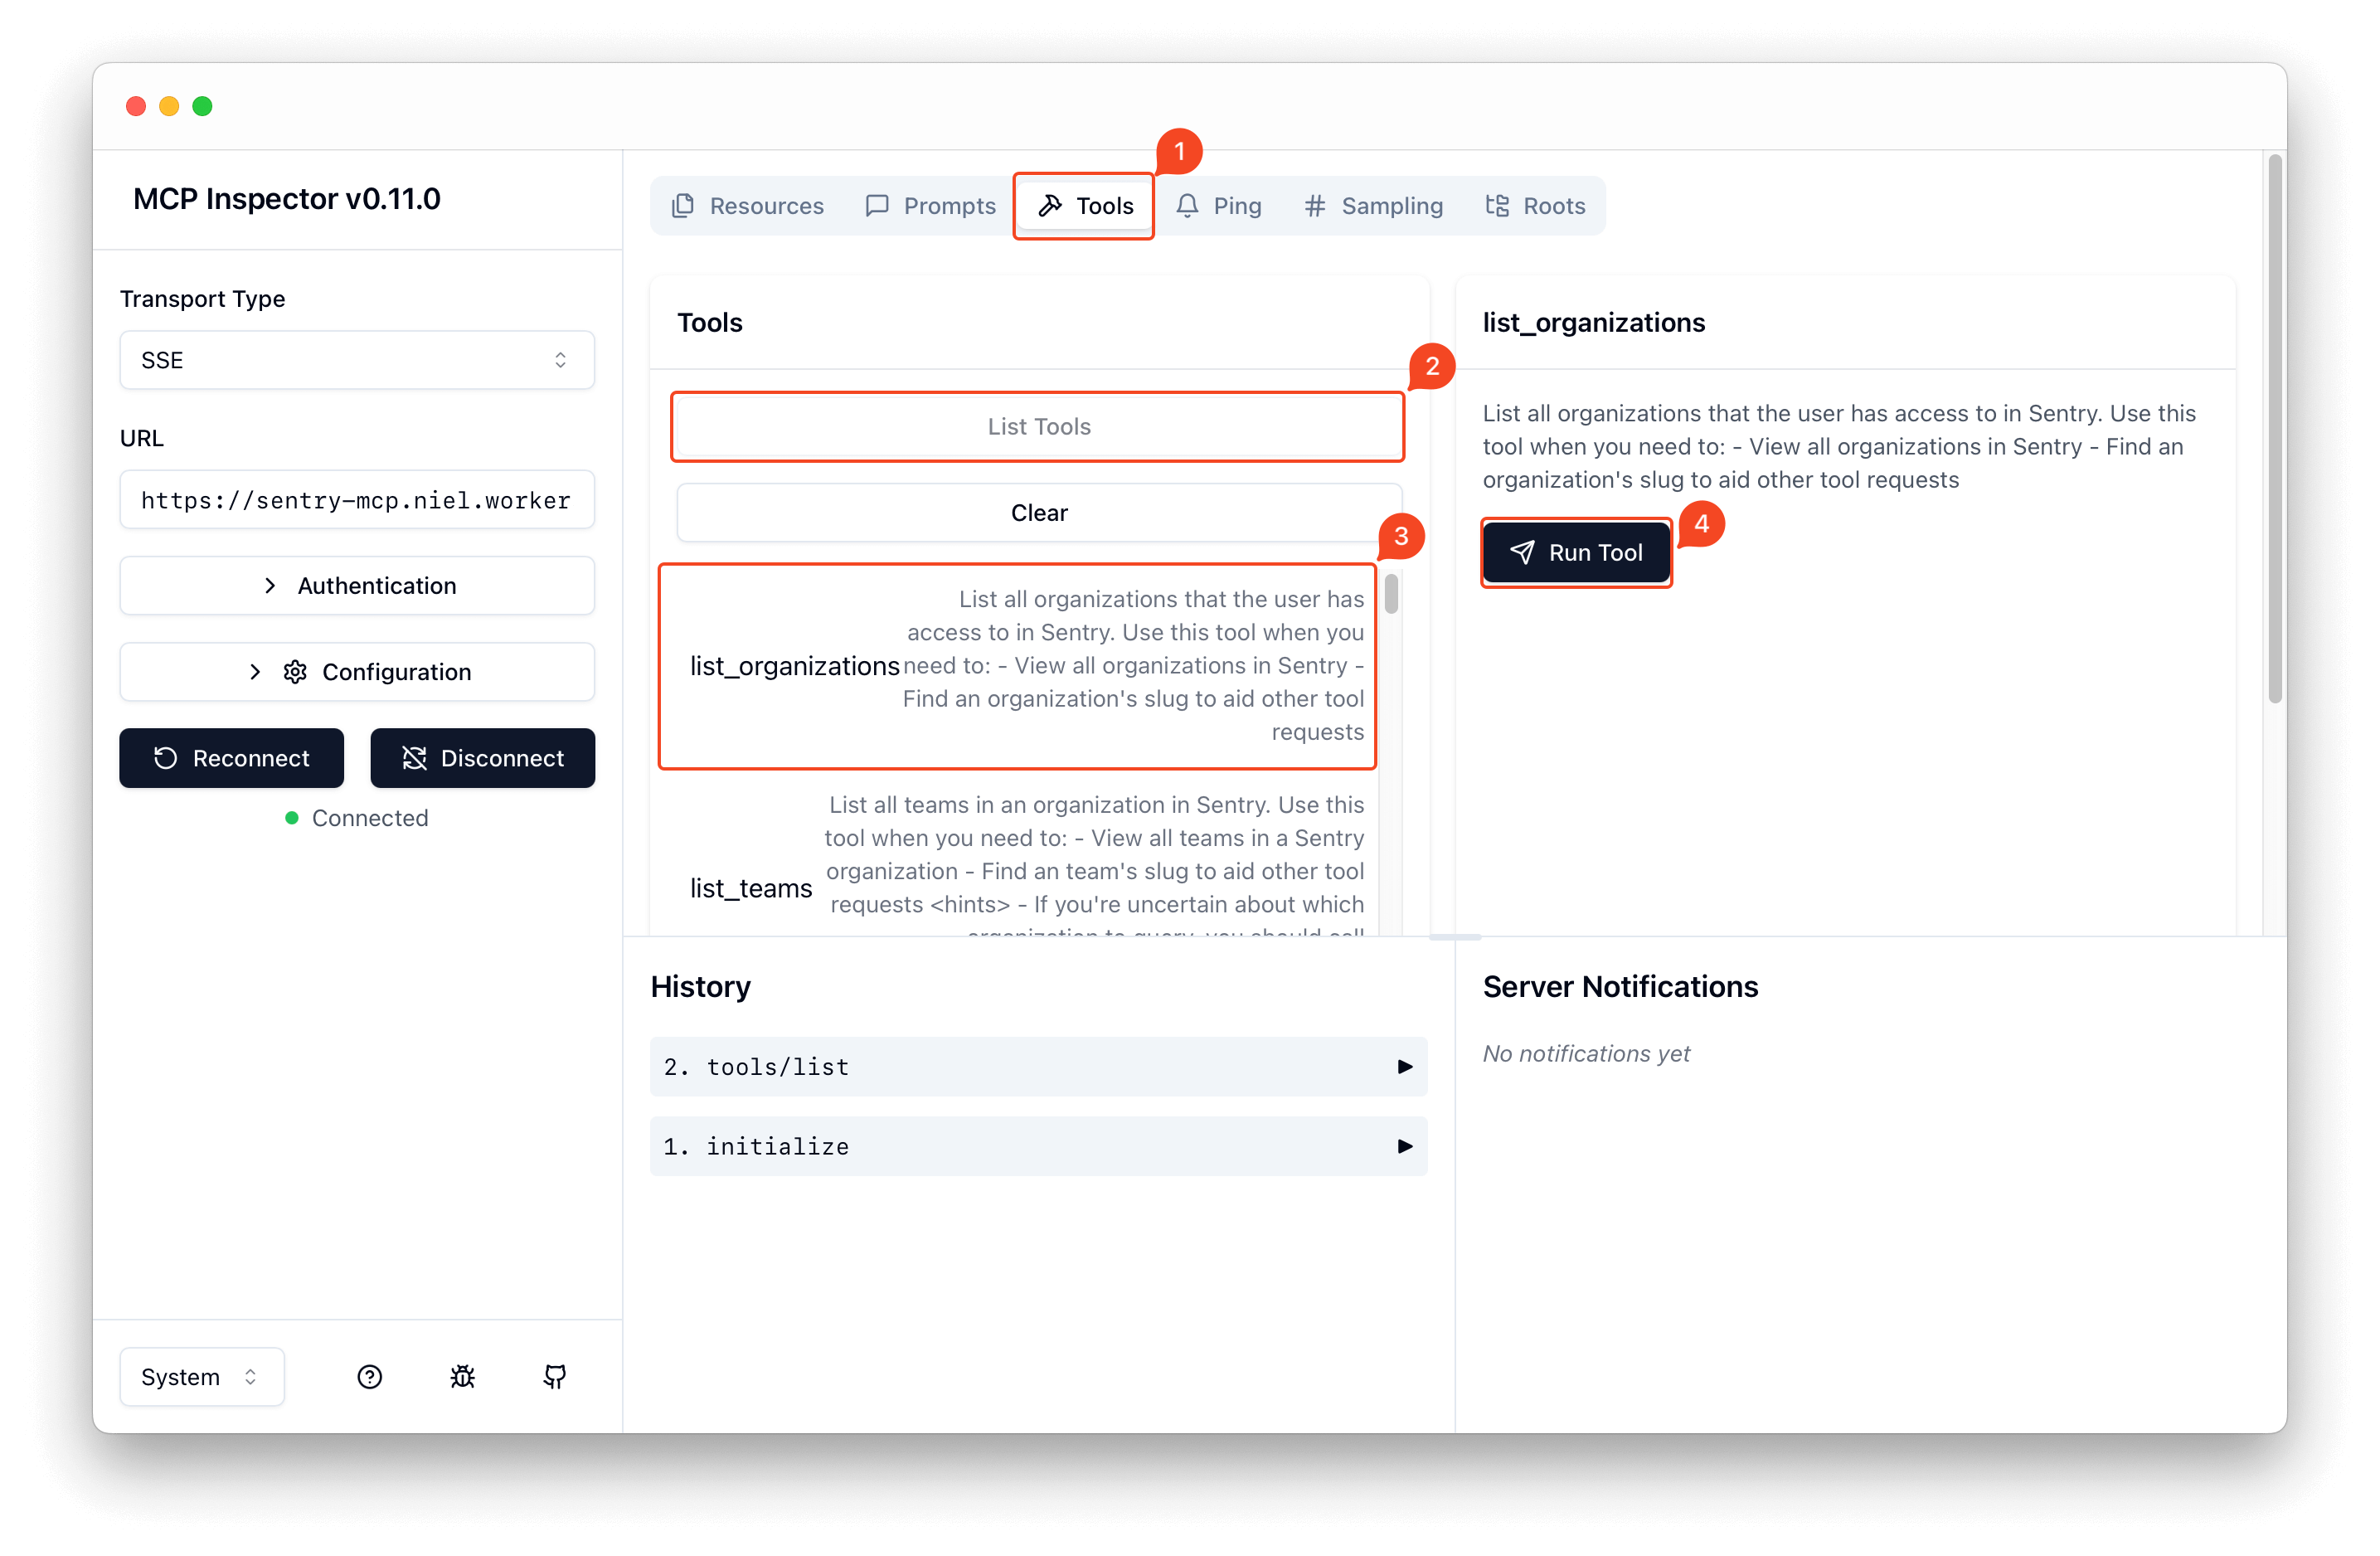 MCP Inspector v0.11.0
Transport Type
SSE
URL
https://sentry-mcp.niel.worker
Authentication
Configuration
Reconnect
Disconnect
Connected
System
1
Resources
Prompts
Tools
Ping
Sampling
Roots
Tools
2
List Tools
Clear
3
list_organizations
List all organizations that the user has
access to in Sentry. Use this tool when you
need to: - View all organizations in Sentry -
Find an organization's slug to aid other tool
requests
list_teams
List all teams in an organization in Sentry. Use this
tool when you need to: - View all teams in a Sentry
organization - Find an team's slug to aid other tool
requests <hints> - If you're uncertain about which
organization to query, you should call
list_organizations
List all organizations that the user has access to in Sentry. Use this
tool when you need to: - View all organizations in Sentry - Find an
organization's slug to aid other tool requests
4
Run Tool
History
2. tools/list
1. initialize
Server Notifications
No notifications yet